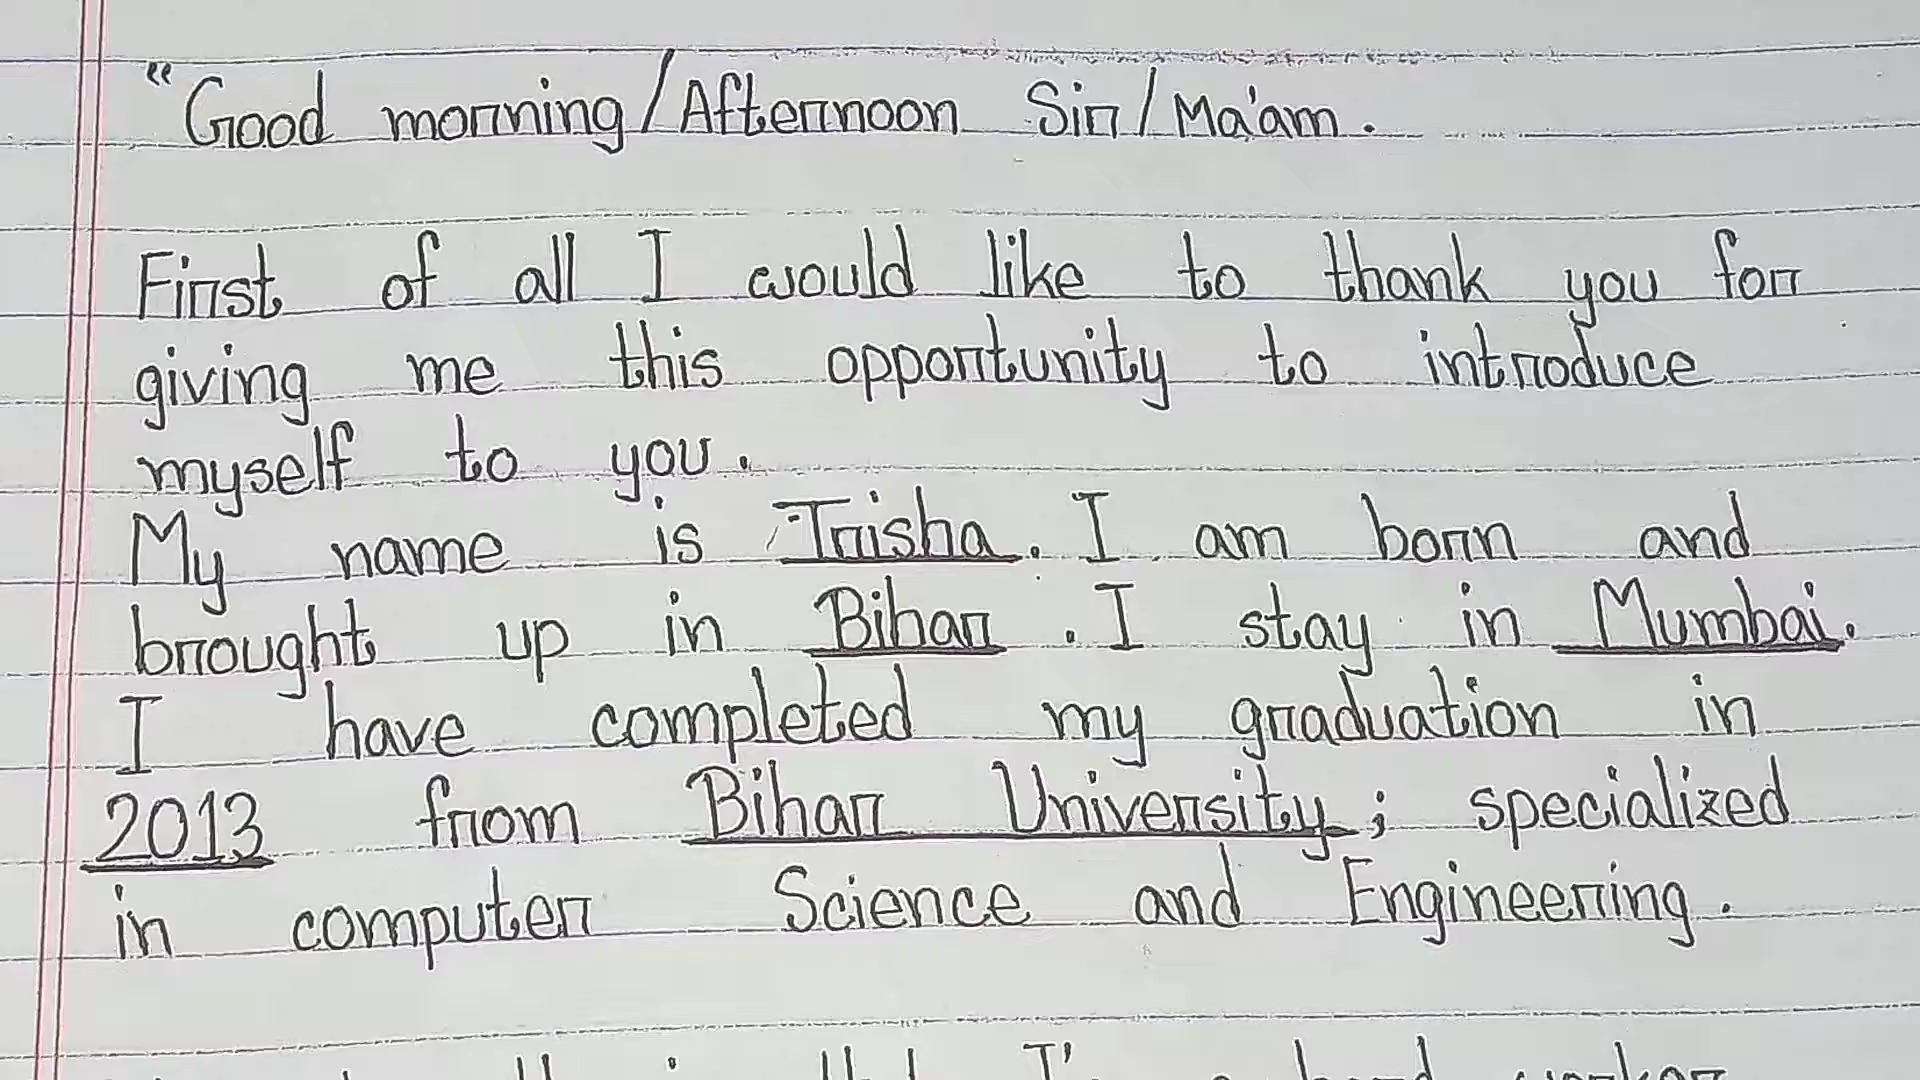 "Good morning/Afternoon Sir/Ma'am.
First of all I would like to thank you for
giving me this opportunity to introduce
myself to you.
My name is Trisha. I am born and
brought up in Bihar. I stay in Mumbai.
I have completed my graduation in
2013 from Bihar University; specialized
in computer Science and Engineering.